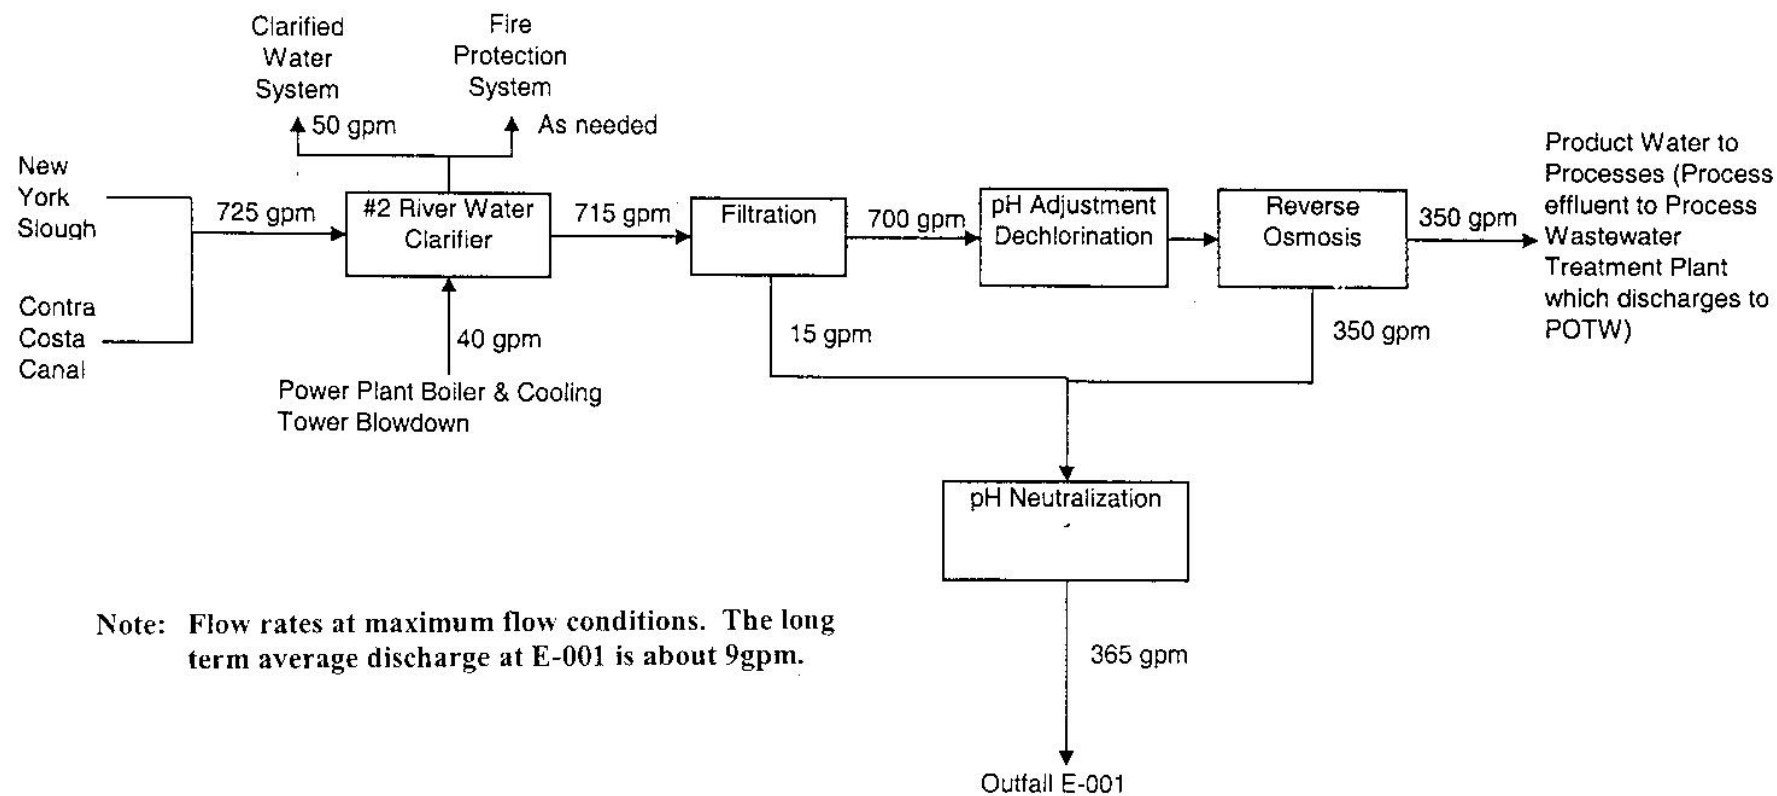 Clarified
Water
System
Fire
Protection
System
50 gpm
As needed
New
York
Slough
Contra
Costa
Canal
725 gpm
#2 River Water
Clarifier
715 gpm
Filtration
700 gpm
pH Adjustment
Dechlorination
Reverse
Osmosis
350 gpm
Product Water to
Processes (Process
effluent to Process
Wastewater
Treatment Plant
which discharges to
POTW)
40 gpm
Power Plant Boiler & Cooling
Tower Blowdown
15 gpm
350 gpm
pH Neutralization
Note: Flow rates at maximum flow conditions. The long
term average discharge at E-001 is about 9gpm.
365 gpm
Outfall E-001